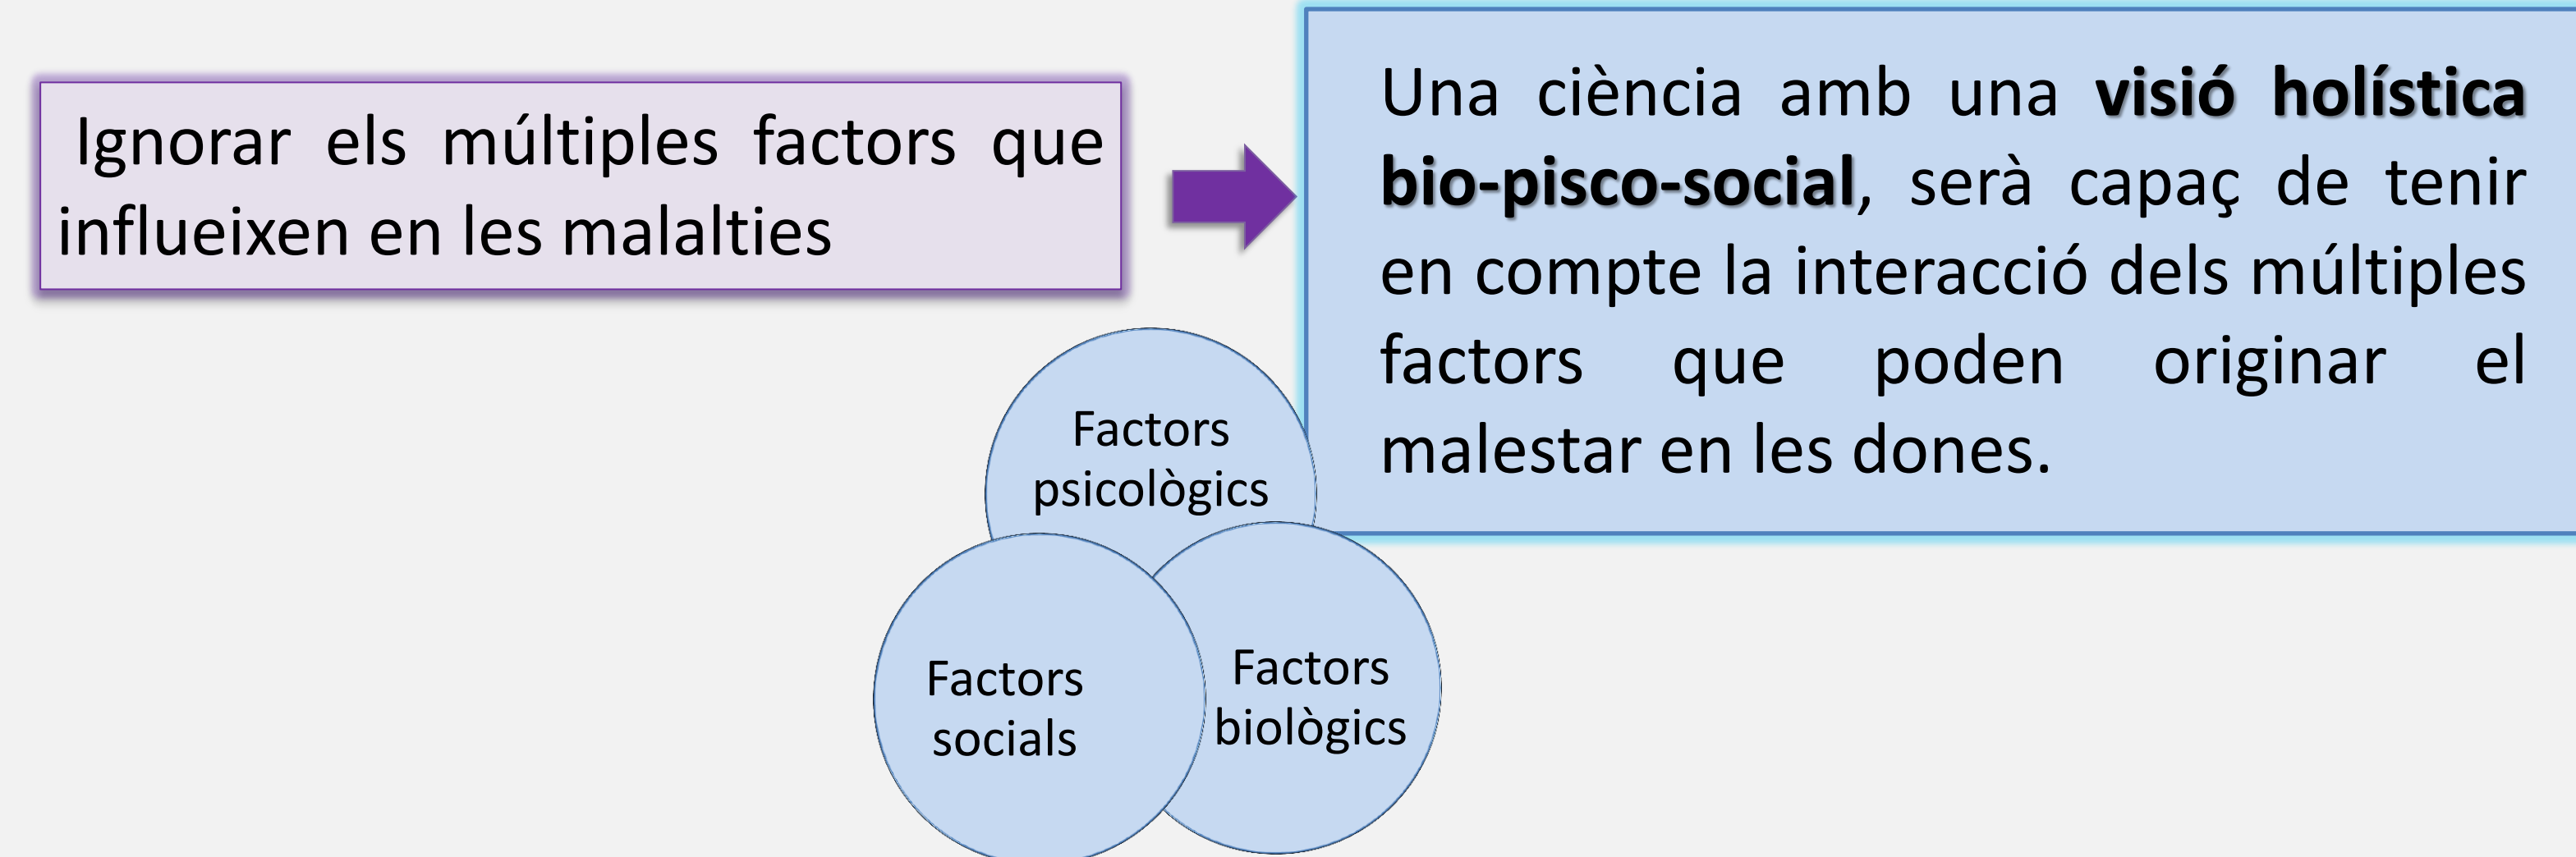 Ignorar els múltiples factors que
influeixen en les malalties
Una ciència amb una visió holística
bio-pisco-social, serà capaç de tenir
en compte la interacció dels múltiples
factors que poden originar el
malestar en les dones.
Factors
psicològics
Factors
socials
Factors
biològics